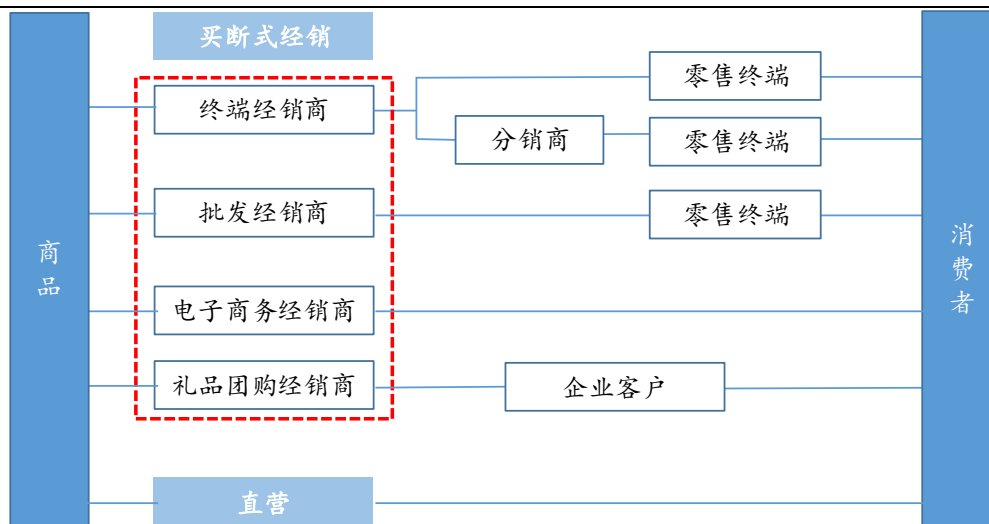 买断式经销
零售终端
终端经销商
分销商
零售终端
批发经销商
零售终端
商品
消费者
电子商务经销商
礼品团购经销商
企业客户
直营